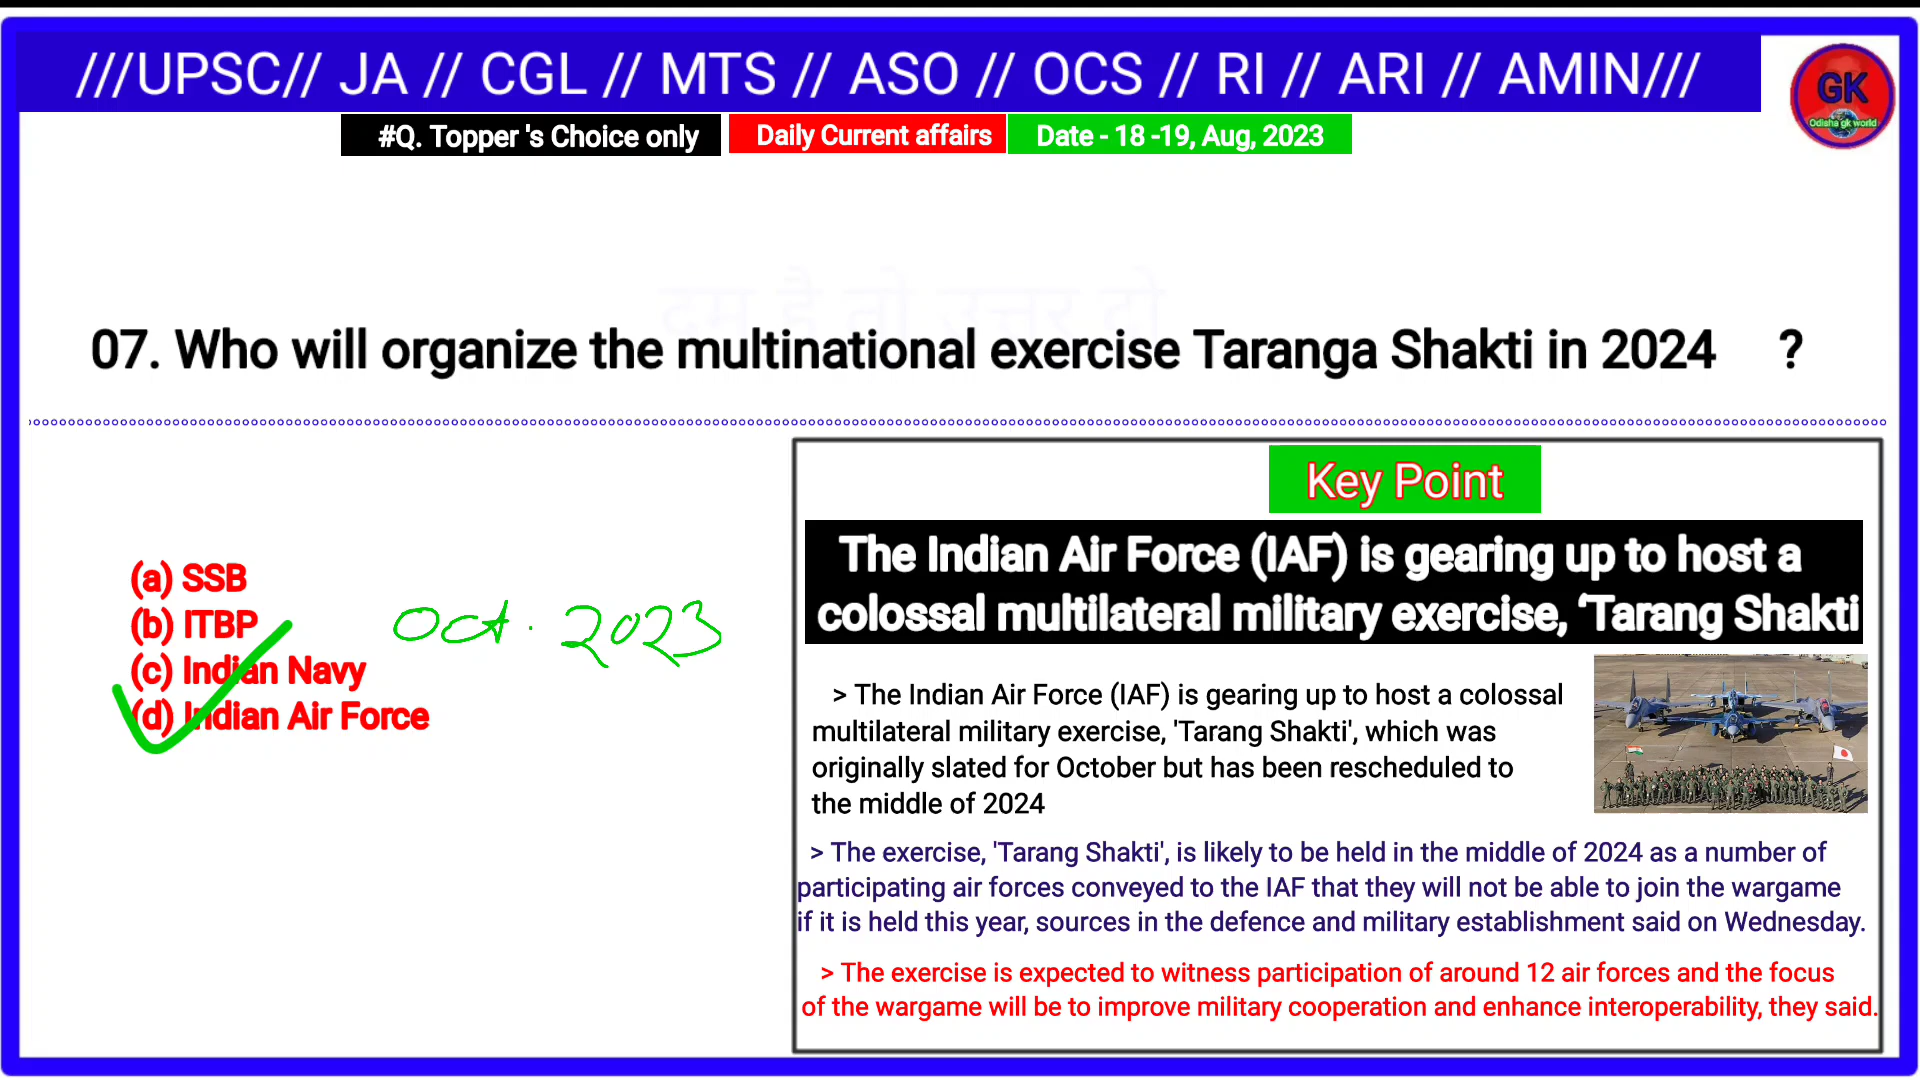 ///UPSC// JA // CGL // MTS // ASO // OCS // RI // ARI // AMIN///
GK
Odisha gk world
#Q. Topper 's Choice only
Daily Current affairs
Date - 18 -19, Aug, 2023
दम है तो उत्तर दो
07. Who will organize the multinational exercise Taranga Shakti in 2024 ?
(a) SSB
(b) ITBP
(c) Indian Navy
(d) Indian Air Force
Oct. 2023
Key Point
The Indian Air Force (IAF) is gearing up to host a
colossal multilateral military exercise, ‘Tarang Shakti
> The Indian Air Force (IAF) is gearing up to host a colossal
multilateral military exercise, 'Tarang Shakti', which was
originally slated for October but has been rescheduled to
the middle of 2024
> The exercise, 'Tarang Shakti', is likely to be held in the middle of 2024 as a number of
participating air forces conveyed to the IAF that they will not be able to join the wargame
if it is held this year, sources in the defence and military establishment said on Wednesday.
> The exercise is expected to witness participation of around 12 air forces and the focus
of the wargame will be to improve military cooperation and enhance interoperability, they said.